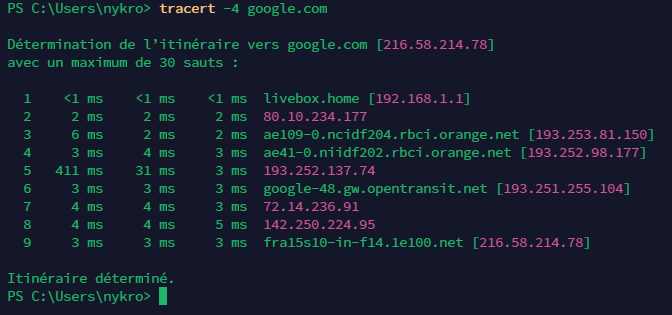 PS C:\Users\nykro> tracert -4 google.com
Détermination de l’itinéraire vers google.com [216.58.214.78]
avec un maximum de 30 sauts :
1 <1 ms <1 ms <1 ms livebox.home [192.168.1.1]
2 2 ms 2 ms 2 ms 80.10.234.177
3 6 ms 2 ms 2 ms ae109-0.ncidf204.rbci.orange.net [193.253.81.150]
4 3 ms 4 ms 3 ms ae41-0.niidf202.rbci.orange.net [193.252.98.177]
5 411 ms 31 ms 3 ms 193.252.137.74
6 3 ms 3 ms 3 ms google-48.gw.opentransit.net [193.251.255.104]
7 4 ms 4 ms 3 ms 72.14.236.91
8 4 ms 4 ms 5 ms 142.250.224.95
9 3 ms 3 ms 3 ms fra15s10-in-f14.1e100.net [216.58.214.78]
Itinéraire déterminé.
PS C:\Users\nykro>